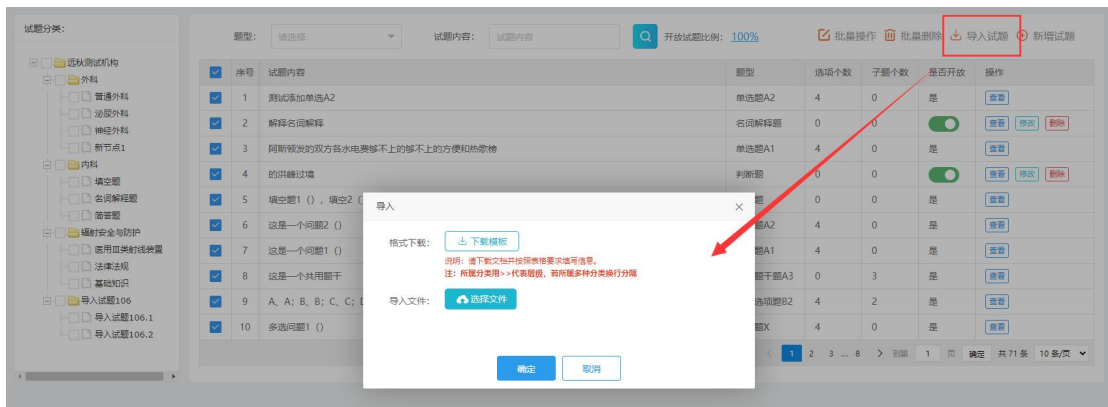 试题分类：
题型： 请选择 试题内容： 试题内容 开放试题比例： 100% 批量操作 批量删除 导入试题 新增试题
远秋测试机构
外科
普通外科
泌尿外科
神经外科
新节点1
内科
填空题
名词解释题
简答题
辐射安全与防护
医用Ⅲ类射线装置
法律法规
基础知识
导入试题106
导入试题106.1
导入试题106.2
序号 试题内容 题型 选项个数 子题个数 是否开放 操作
1 测试添加单选A2 单选题A2 4 0 是 查看
2 解释名词解释 名词解释题 0 0 查看 修改 删除
3 阿斯顿发的双方各水电费够不上的够不上的方便和热歌榜 单选题A1 4 0 是 查看
4 的洪峰过境 判断题 0 0 查看 修改 删除
5 填空题1（），填空2（ 题 0 0 是 查看
6 这是一个问题2（） 题A2 4 0 是 查看
7 这是一个问题1（） 题A1 4 0 是 查看
8 这是一个共用题干 题干题A3 0 3 是 查看
9 A、A；B、B；C、C； 选项题B2 4 2 是 查看
10 多选问题1（） 题X 4 0 是 查看
1 2 3 … 8 到第 1 页 确定 共 71 条 10 条/页
导入
格式下载： 下载模板
说明：请下载文档并按照表格要求填写信息。
注：所属分类用>>代表层级，若所属多种分类换行分隔
导入文件： 选择文件
确定 取消